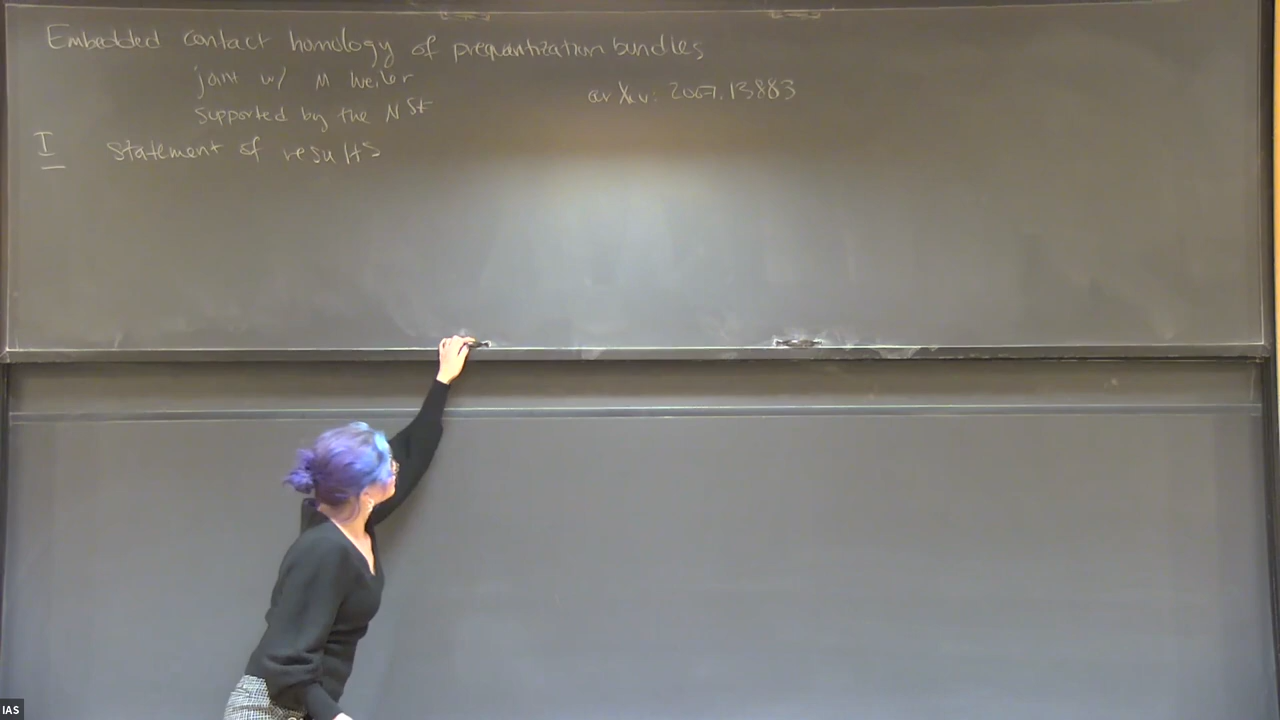 Embedded contact homology of prequantization bundles
joint w/ M Weiler
supported by the NSF
arXiv: 2007.13883
I statement of results
IAS